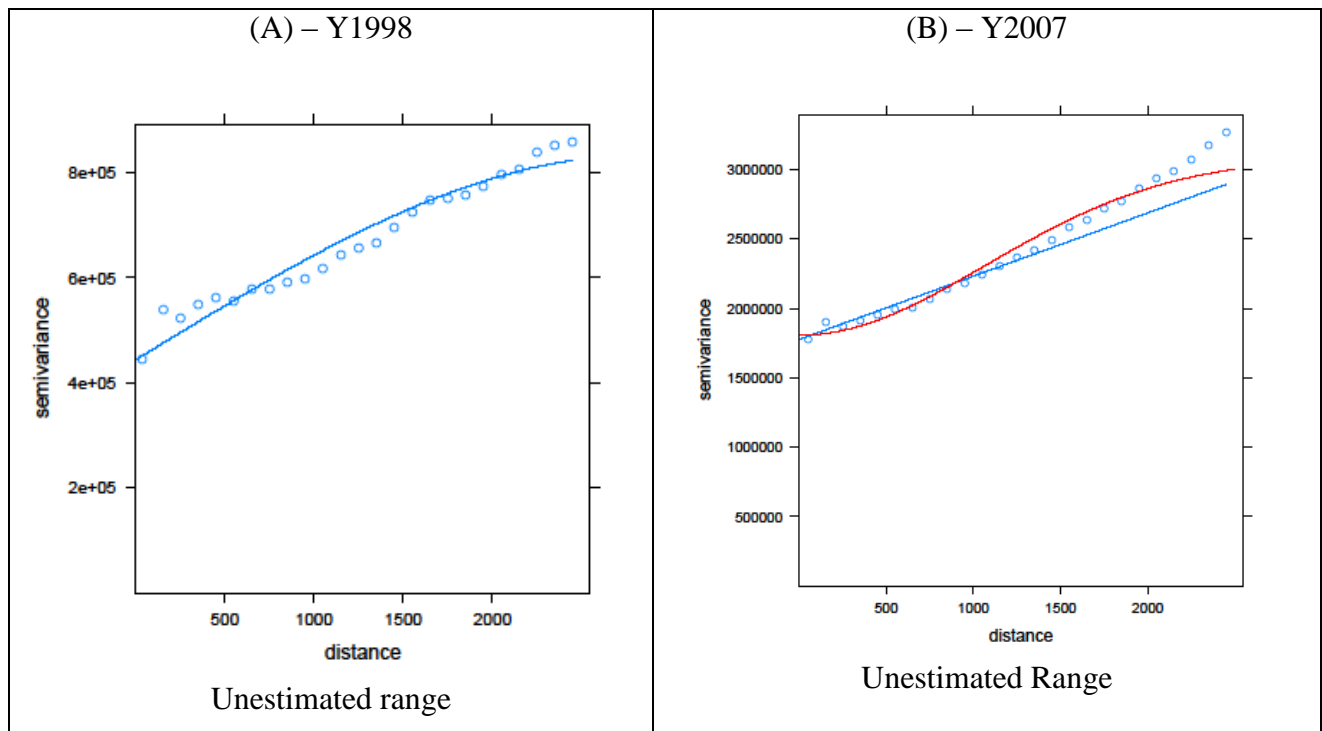 (A) – Y1998
8e+05
6e+05
4e+05
2e+05
semivariance
500 1000 1500 2000
distance
Unestimated range
(B) – Y2007
3000000
2500000
2000000
1500000
1000000
500000
semivariance
500 1000 1500 2000
distance
Unestimated Range